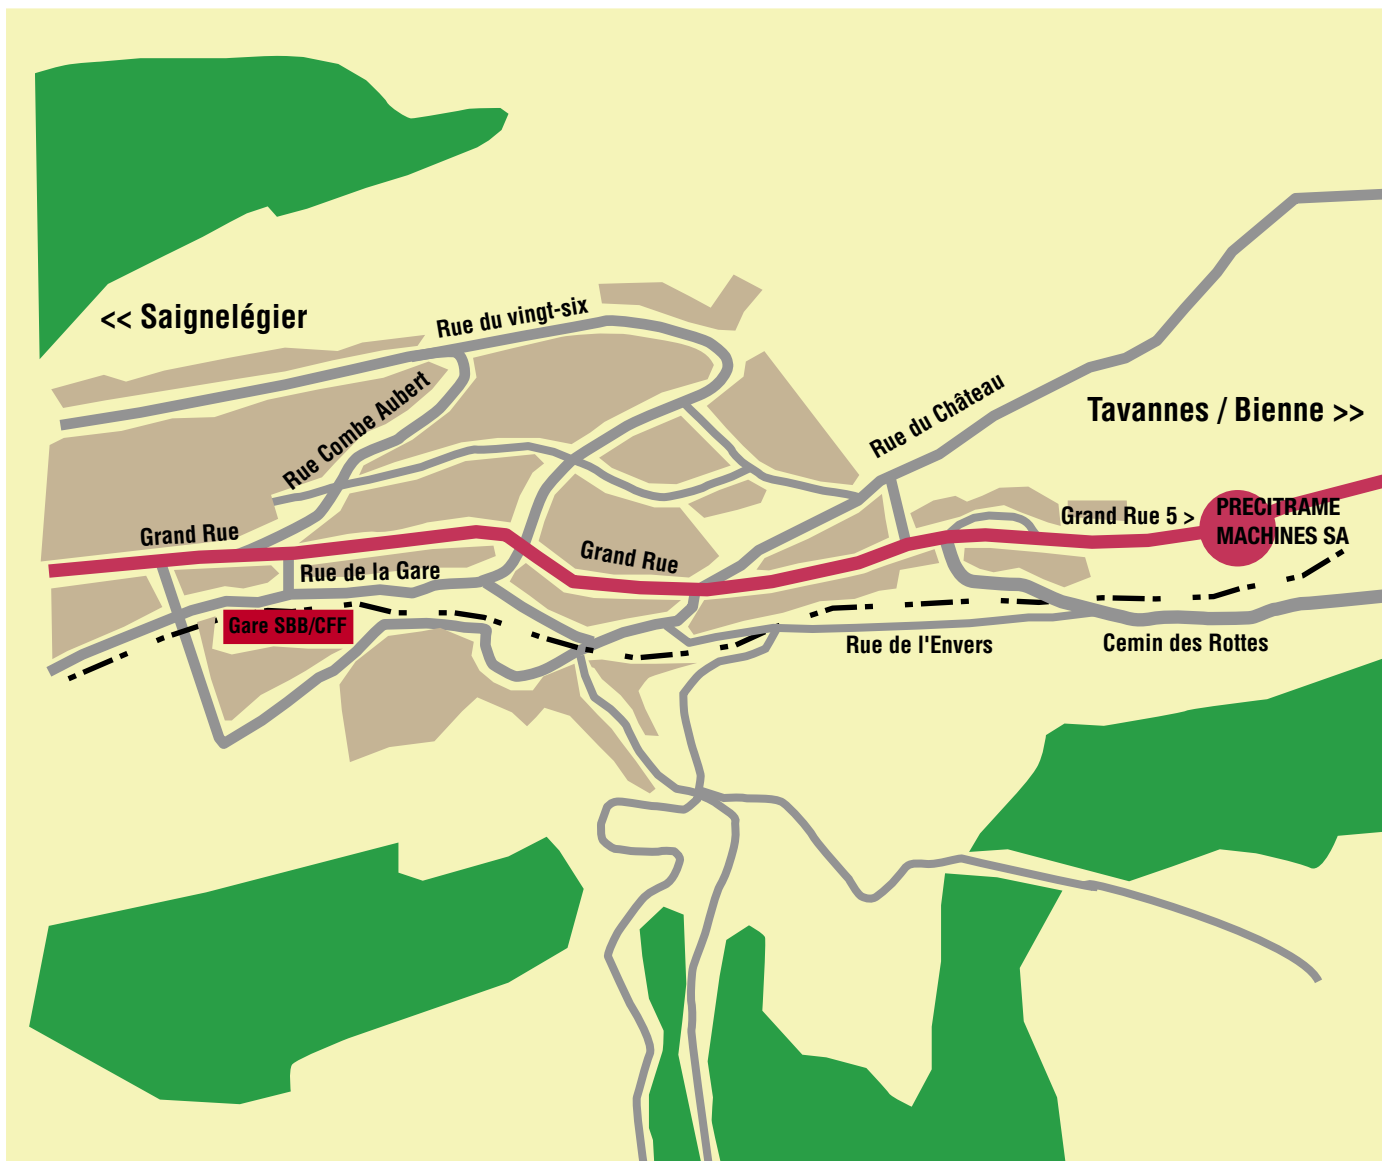 << Saignelégier
Rue du vingt-six
Rue Combe Aubert
Rue du Château
Tavannes / Bienne >>
Grand Rue
Grand Rue 5 >
PRECITRAME
MACHINES SA
Grand Rue
Rue de la Gare
Gare SBB/CFF
Rue de l'Envers
Cemin des Rottes